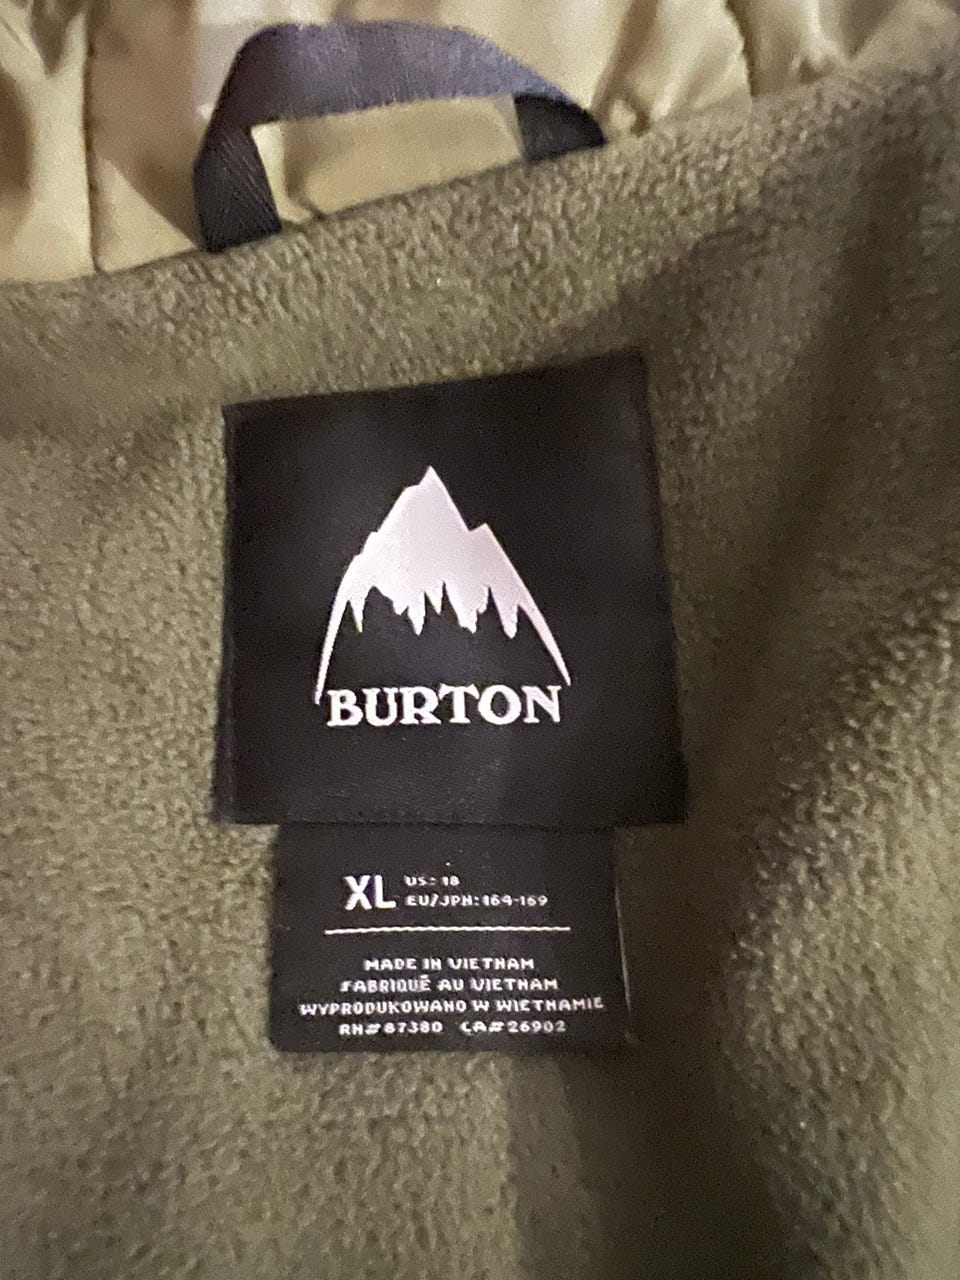 BURTON
XL US: 18
EU/JPN: 164-169
MADE IN VIETNAM
FABRIQUÉ AU VIETNAM
WYPRODUKOWANO W WIETNAMIE
RN#87380 CA#26902